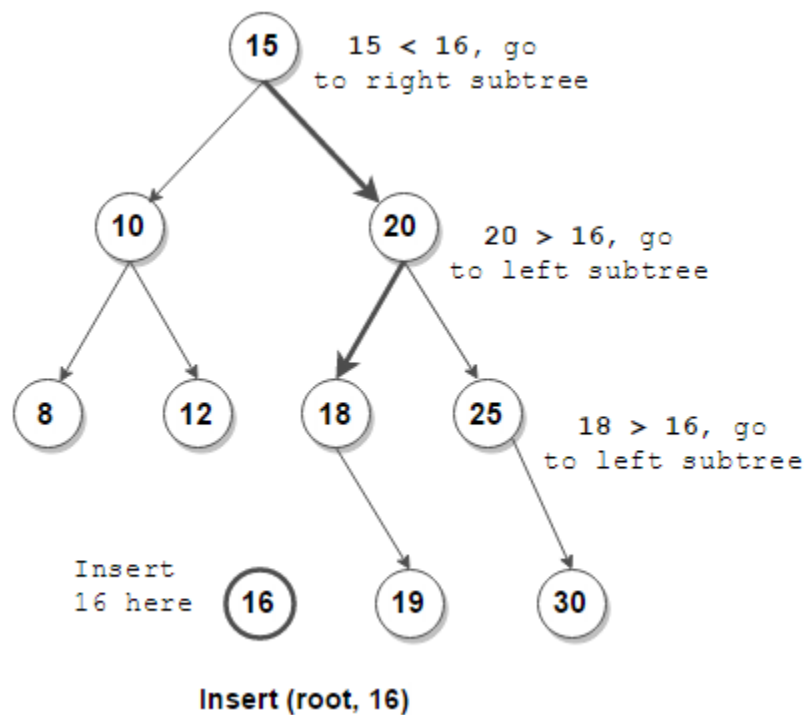 15
15 < 16, go
to right subtree
10
20
20 > 16, go
to left subtree
8
12
18
25
18 > 16, go
to left subtree
Insert
16 here
16
19
30
Insert (root, 16)